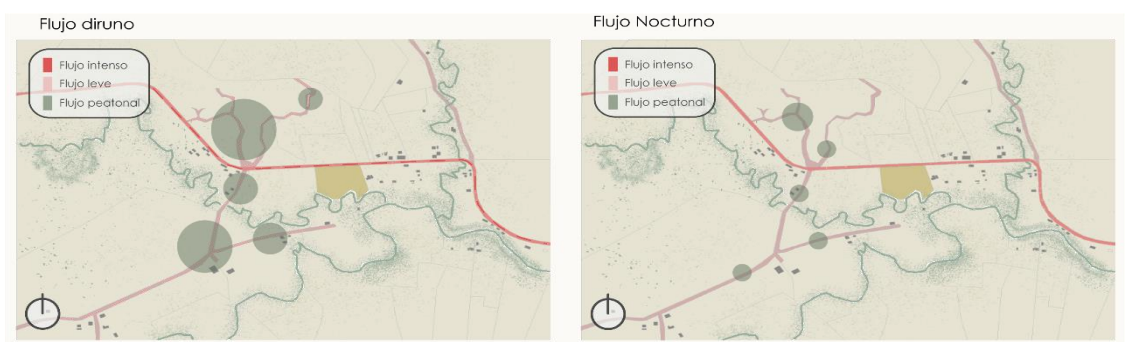 Flujo diruno
Flujo intenso
Flujo leve
Flujo peatonal
Flujo Nocturno
Flujo intenso
Flujo leve
Flujo peatonal